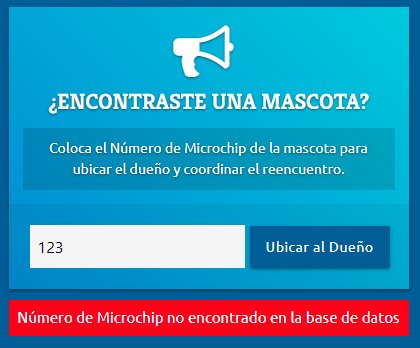 ¿ENCONTRASTE UNA MASCOTA?
Coloca el Número de Microchip de la mascota para
ubicar el dueño y coordinar el reencuentro.
123
Ubicar al Dueño
Número de Microchip no encontrado en la base de datos